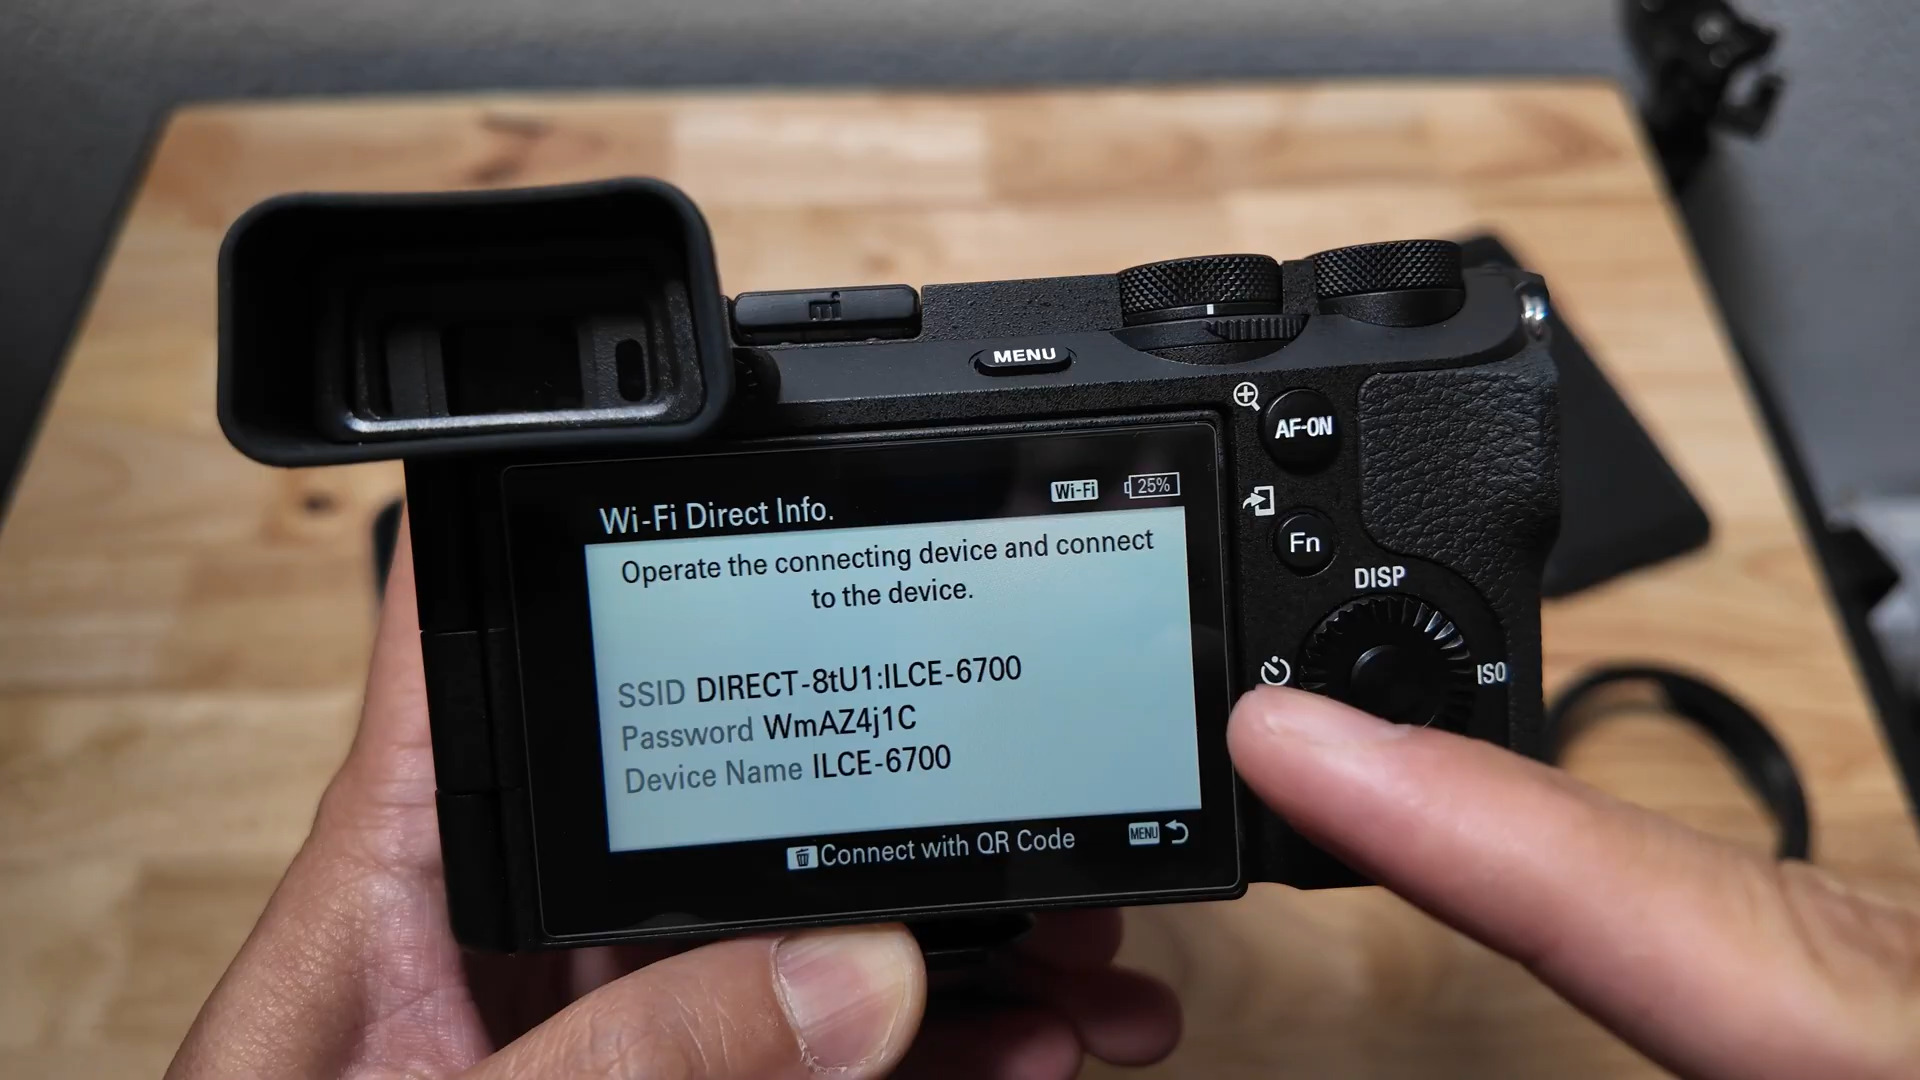 mi
MENU
AF-ON
Wi-Fi Direct Info.
Wi-Fi
25%
Operate the connecting device and connect
to the device.
Fn
DISP
SSID DIRECT-8tU1:ILCE-6700
ISO
Password WmAZ4j1C
Device Name ILCE-6700
Connect with QR Code
MENU